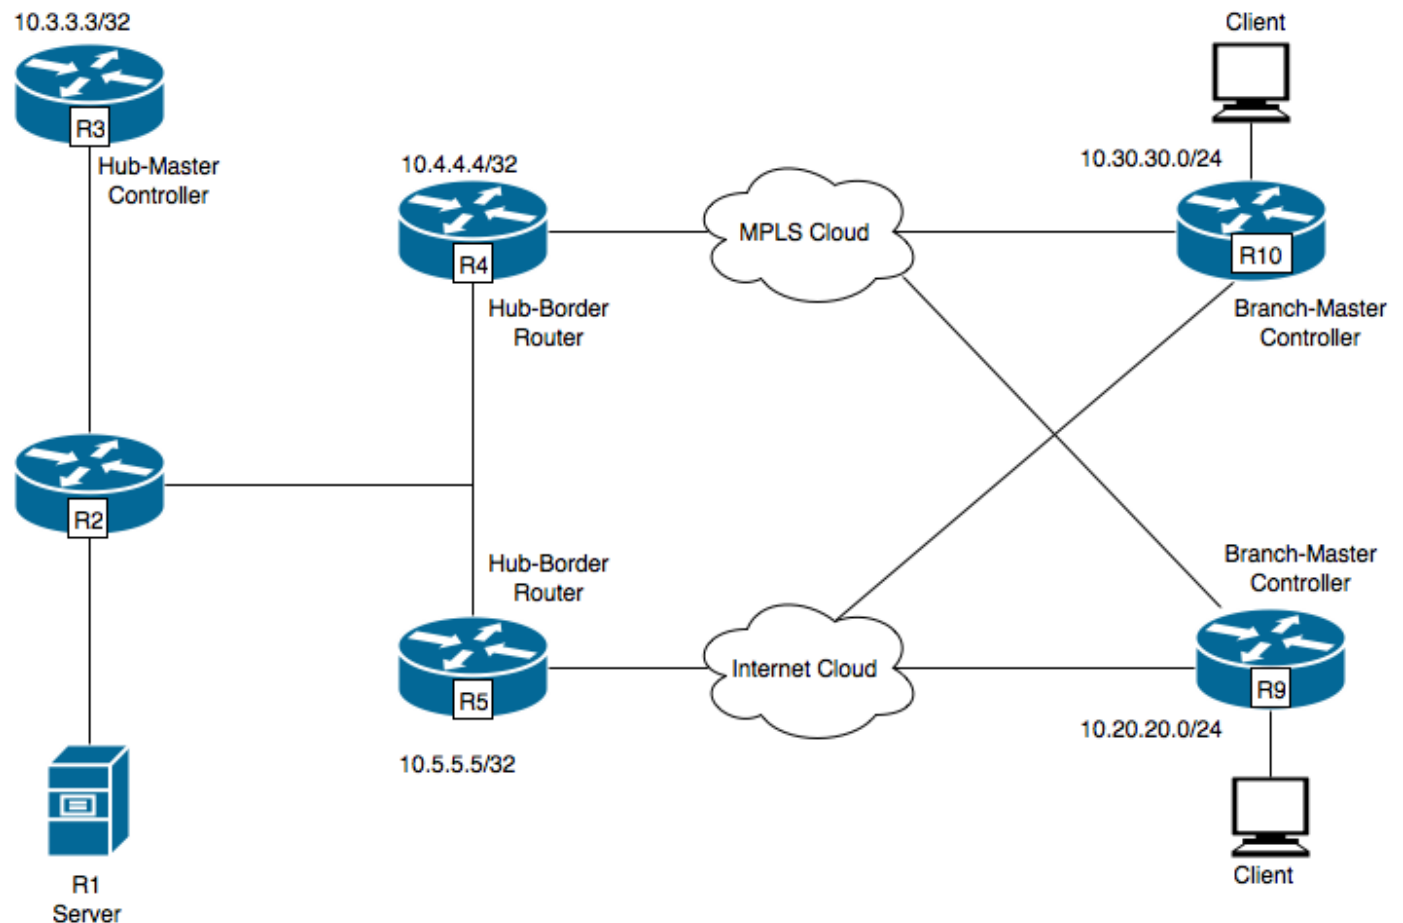 10.3.3.3/32
R3
Hub-Master
Controller
R2
R1
Server
10.4.4.4/32
R4
Hub-Border
Router
Hub-Border
Router
R5
10.5.5.5/32
MPLS Cloud
Internet Cloud
Client
10.30.30.0/24
R10
Branch-Master
Controller
Branch-Master
Controller
R9
10.20.20.0/24
Client